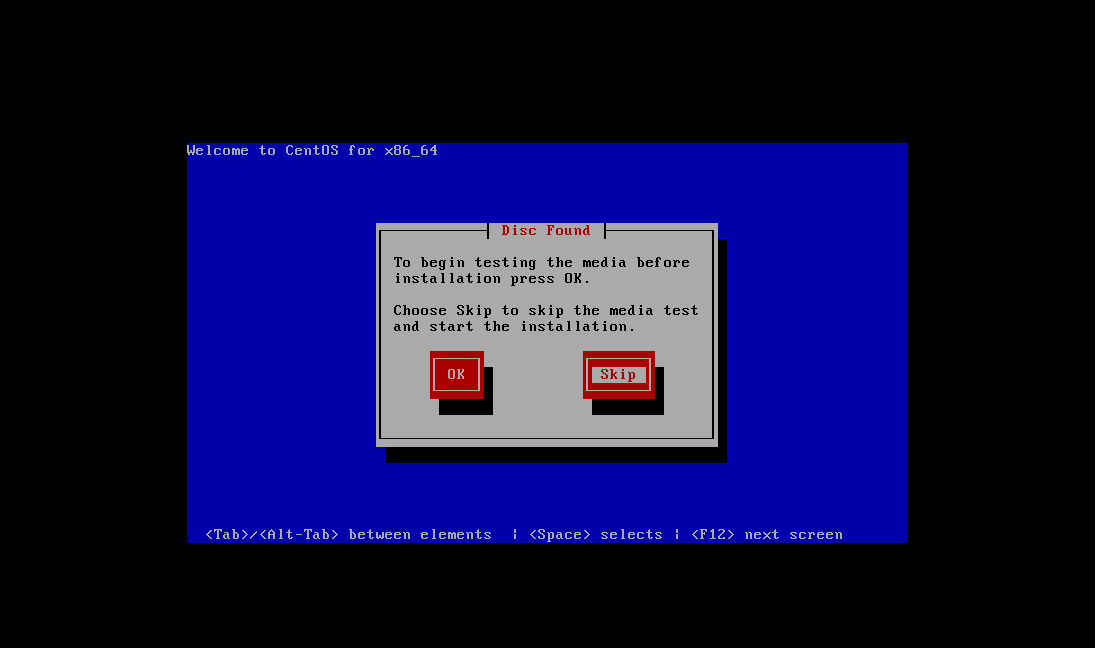 Welcome to CentOS for x86_64
Disc Found
To begin testing the media before
installation press OK.
Choose Skip to skip the media test
and start the installation.
OK
Skip
<Tab>/<Alt-Tab> between elements | <Space> selects | <F12> next screen